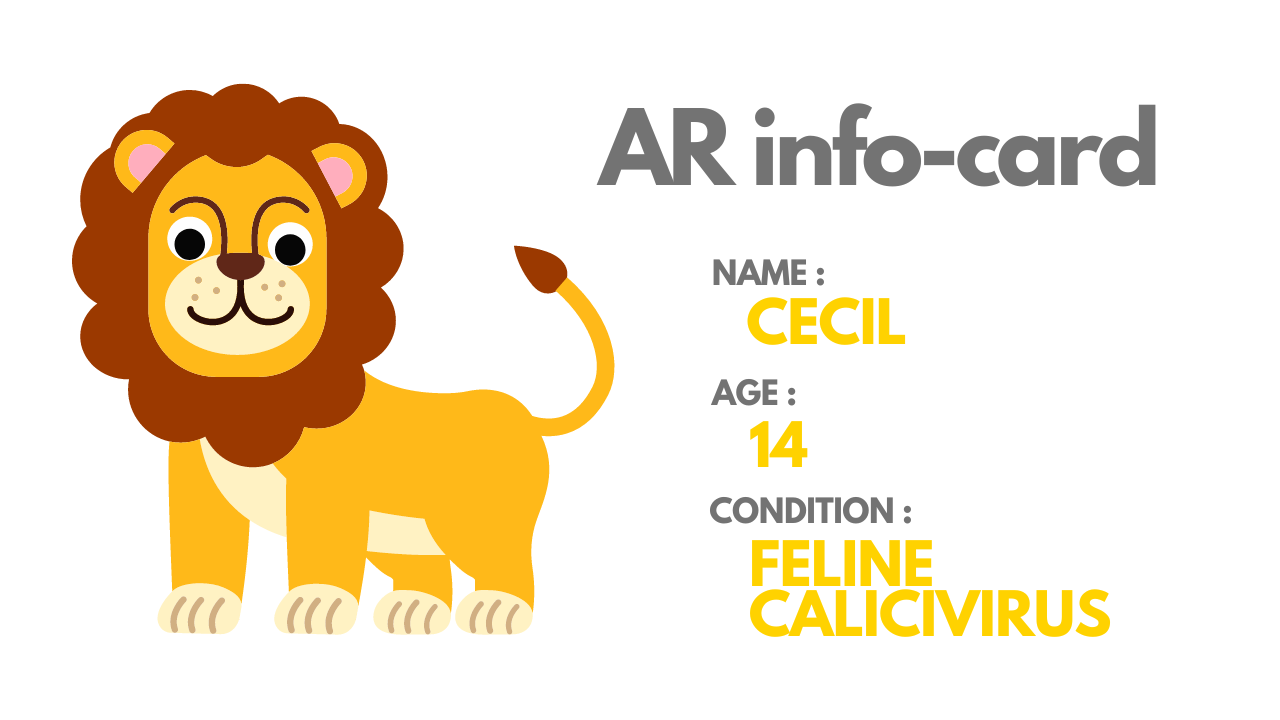 AR info-card
NAME :
CECIL
AGE :
14
CONDITION :
FELINE
CALICIVIRUS